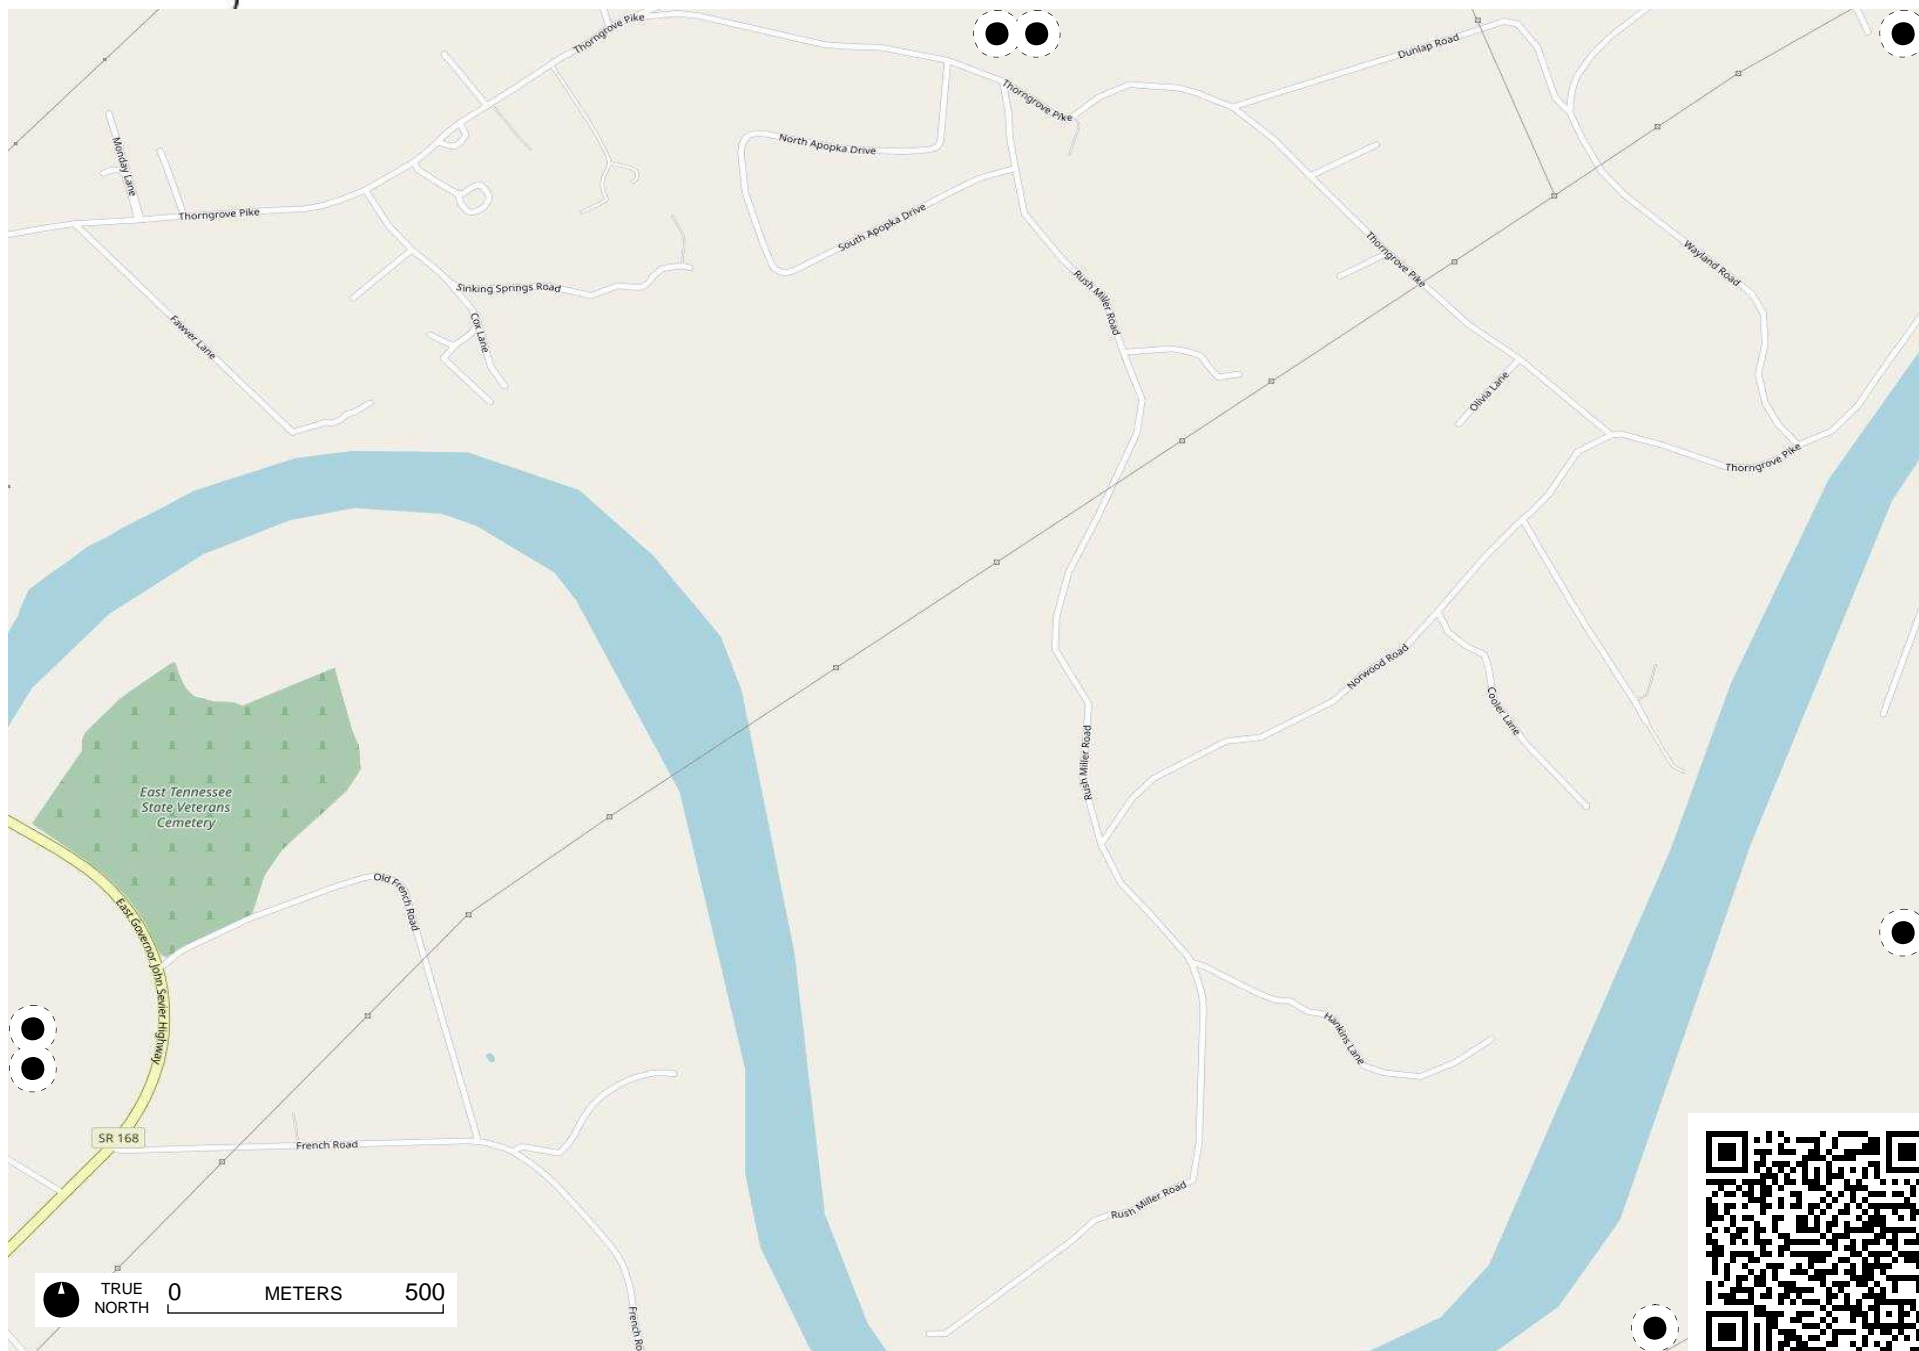 Thorngrove Pike
Dunlap Road
Thorngrove Pike
Monday Lane
North Apopka Drive
Thorngrove Pike
South Apopka Drive
Thorngrove Pike
Wayland Road
Sinking Springs Road
Rush Miller Road
Fawver Lane
Cox Lane
Olivia Lane
Thorngrove Pike
Norwood Road
Cooler Lane
Rush Miller Road
East Tennessee
State Veterans
Cemetery
Old French Road
East Governor John Sevier Highway
Hankins Lane
SR 168
French Road
Rush Miller Road
TRUE
NORTH
0 METERS 500
French Ro